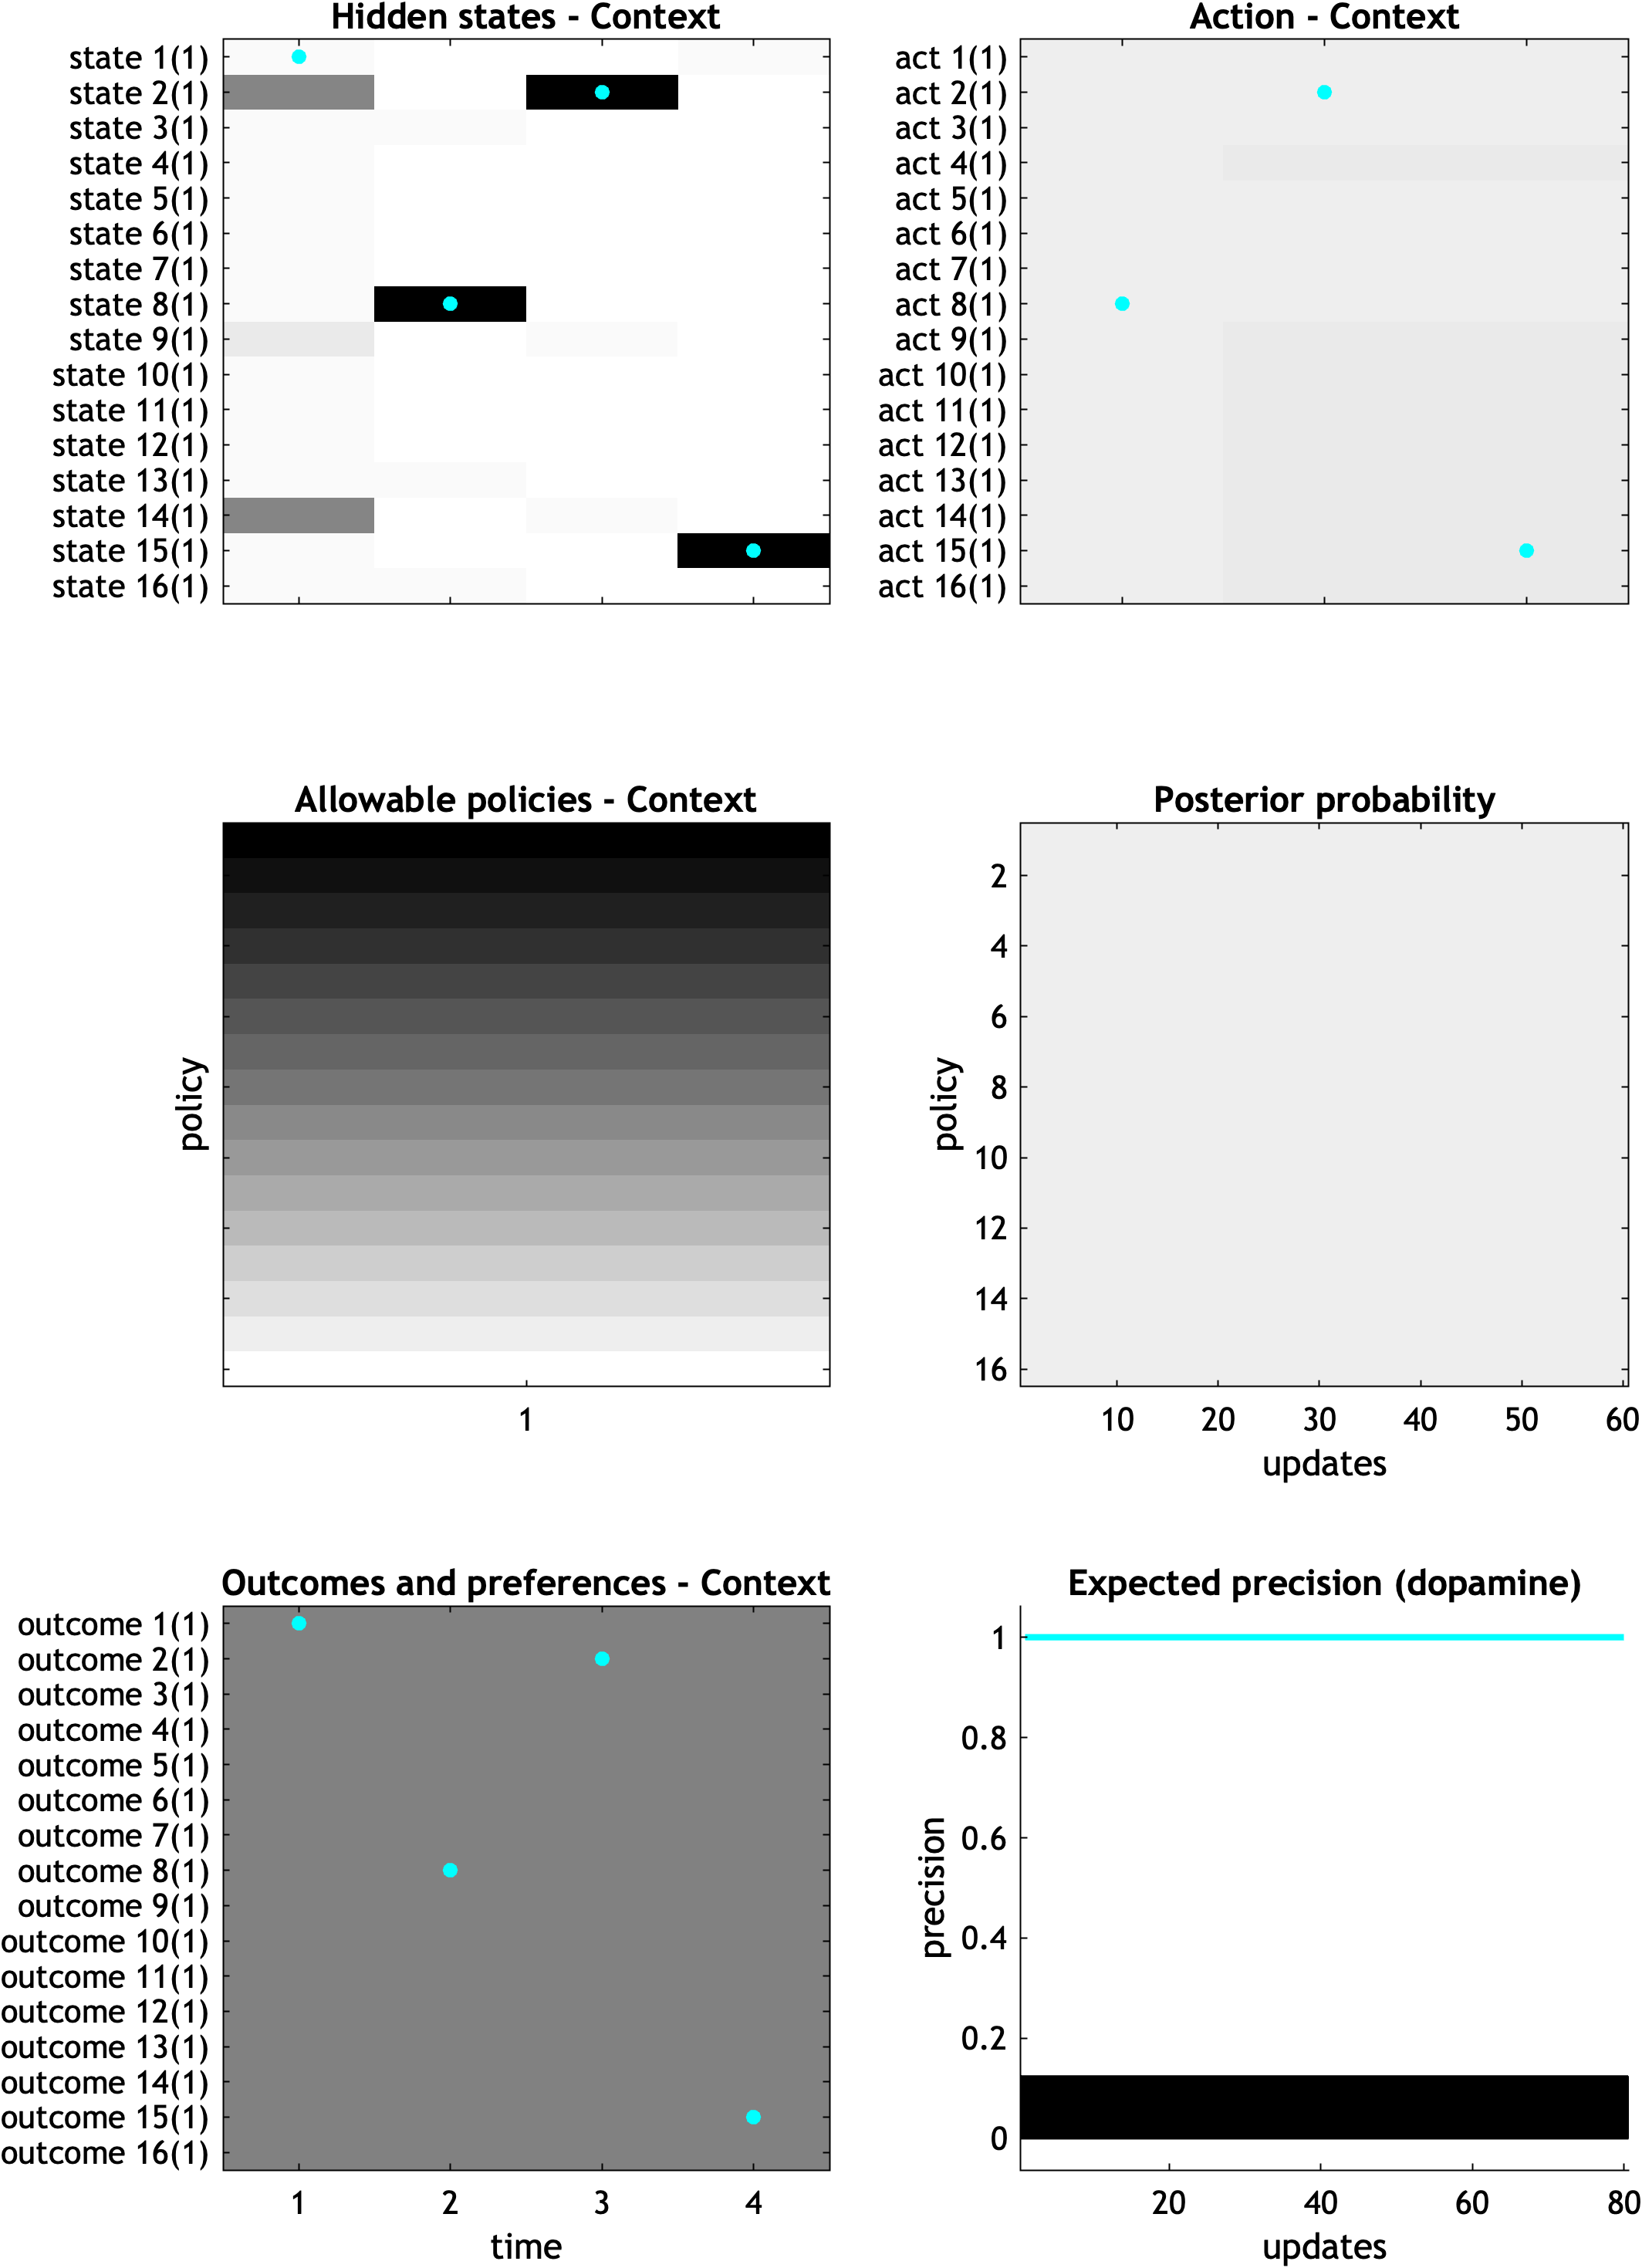 Hidden states - Context
state 1(1)
state 2(1)
state 3(1)
state 4(1)
state 5(1)
state 6(1)
state 7(1)
state 8(1)
state 9(1)
state 10(1)
state 11(1)
state 12(1)
state 13(1)
state 14(1)
state 15(1)
state 16(1)
Action - Context
act 1(1)
act 2(1)
act 3(1)
act 4(1)
act 5(1)
act 6(1)
act 7(1)
act 8(1)
act 9(1)
act 10(1)
act 11(1)
act 12(1)
act 13(1)
act 14(1)
act 15(1)
act 16(1)
Allowable policies - Context
policy
1
Posterior probability
policy
2
4
6
8
10
12
14
16
10 20 30 40 50 60
updates
Outcomes and preferences - Context
outcome 1(1)
outcome 2(1)
outcome 3(1)
outcome 4(1)
outcome 5(1)
outcome 6(1)
outcome 7(1)
outcome 8(1)
outcome 9(1)
outcome 10(1)
outcome 11(1)
outcome 12(1)
outcome 13(1)
outcome 14(1)
outcome 15(1)
outcome 16(1)
1 2 3 4
time
Expected precision (dopamine)
precision
1
0.8
0.6
0.4
0.2
0
20 40 60 80
updates